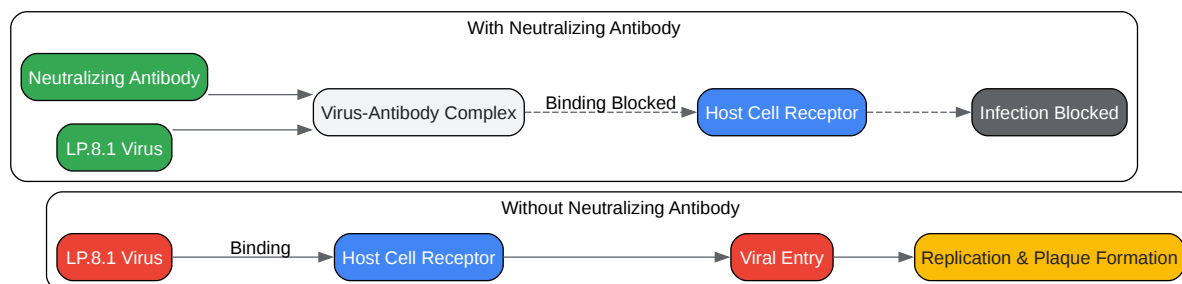 With Neutralizing Antibody
Neutralizing Antibody
LP.8.1 Virus
Virus-Antibody Complex
Binding Blocked
Host Cell Receptor
Infection Blocked
Without Neutralizing Antibody
LP.8.1 Virus
Binding
Host Cell Receptor
Viral Entry
Replication & Plaque Formation